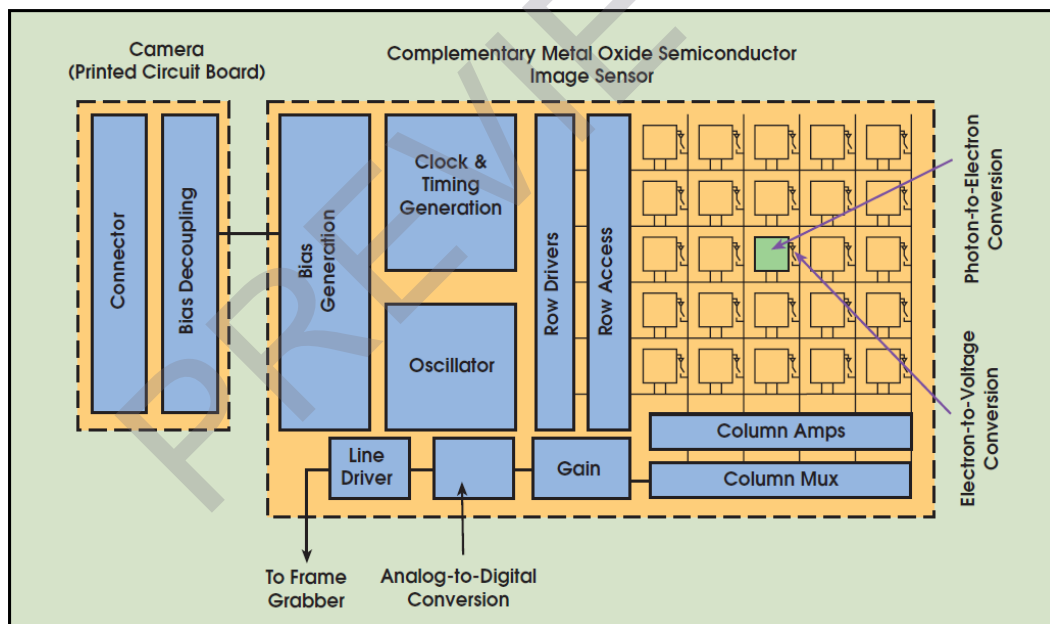 Camera
(Printed Circuit Board)
Complementary Metal Oxide Semiconductor
Image Sensor
Connector
Bias Decoupling
Bias
Generation
Clock &
Timing
Generation
Oscillator
Row Drivers
Row Access
Photon-to-Electron
Conversion
Electron-to-Voltage
Conversion
Column Amps
Column Mux
Line
Driver
Gain
To Frame
Grabber
Analog-to-Digital
Conversion
PREVIE